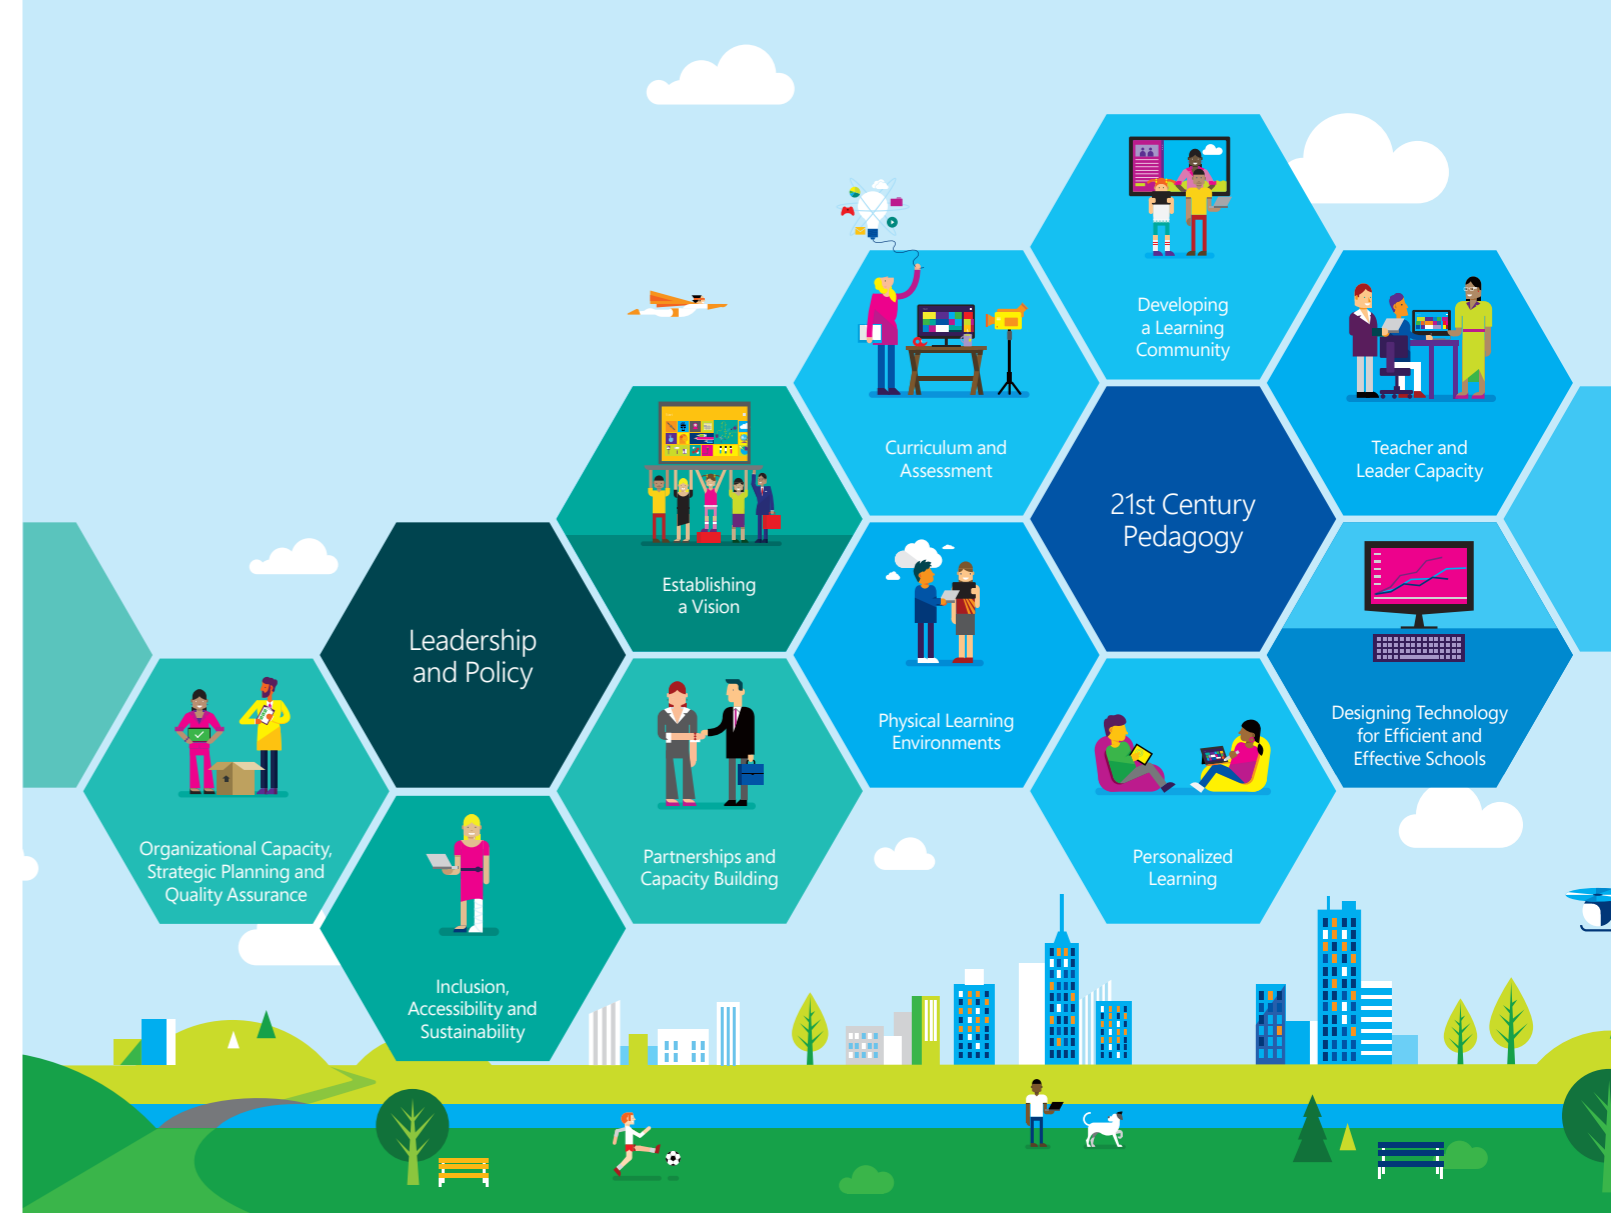 Developing
a Learning
Community
Curriculum and
Assessment
Teacher and
Leader Capacity
21st Century
Pedagogy
Establishing
a Vision
Leadership
and Policy
Physical Learning
Environments
Designing Technology
for Efficient and
Effective Schools
Organizational Capacity,
Strategic Planning and
Quality Assurance
Partnerships and
Capacity Building
Personalized
Learning
Inclusion,
Accessibility and
Sustainability